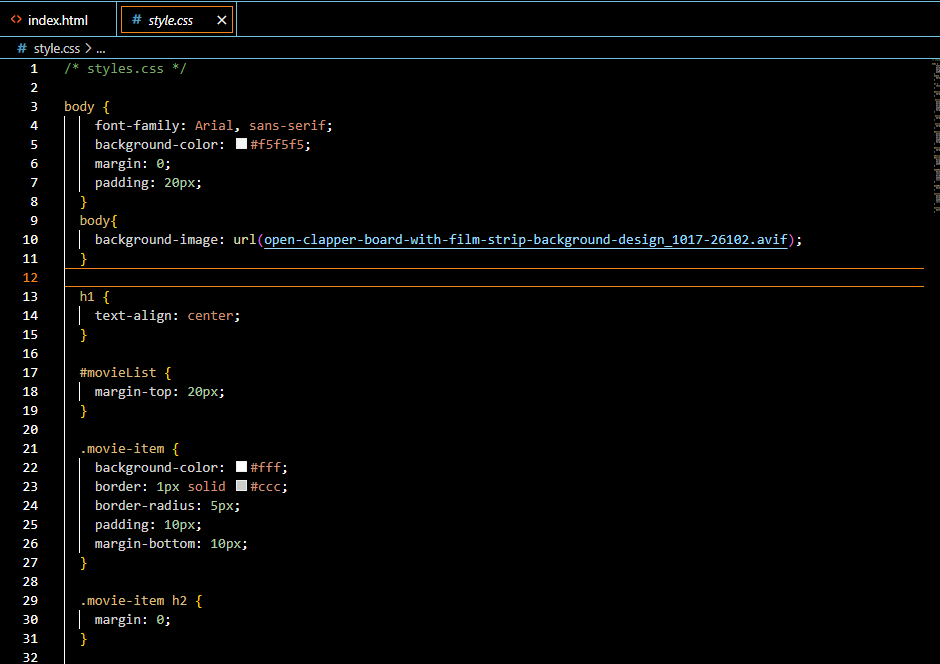 index.html
# style.css
# style.css > ...
1 /* styles.css */
2
3 body {
4 font-family: Arial, sans-serif;
5 background-color: #f5f5f5;
6 margin: 0;
7 padding: 20px;
8 }
9 body{
10 background-image: url(open-clapper-board-with-film-strip-background-design_1017-26102.avif);
11 }
12
13 h1 {
14 text-align: center;
15 }
16
17 #movieList {
18 margin-top: 20px;
19 }
20
21 .movie-item {
22 background-color: #fff;
23 border: 1px solid #ccc;
24 border-radius: 5px;
25 padding: 10px;
26 margin-bottom: 10px;
27 }
28
29 .movie-item h2 {
30 margin: 0;
31 }
32